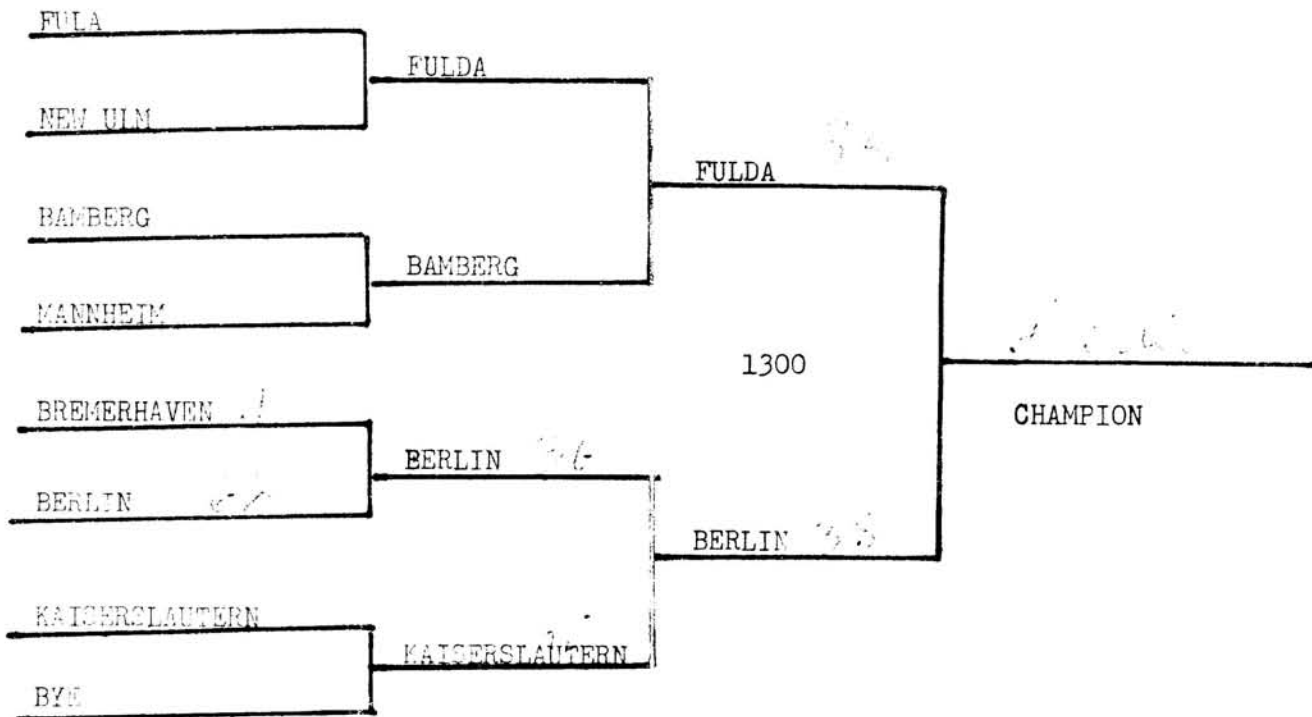 FULA
FULDA
NEW ULM
FULDA
BAMBERG
BAMBERG
MANNHEIM
1300
BREMERHAVEN
CHAMPION
BERLIN
BERLIN
BERLIN
KAISERSLAUTERN
KAISERSLAUTERN
BYE